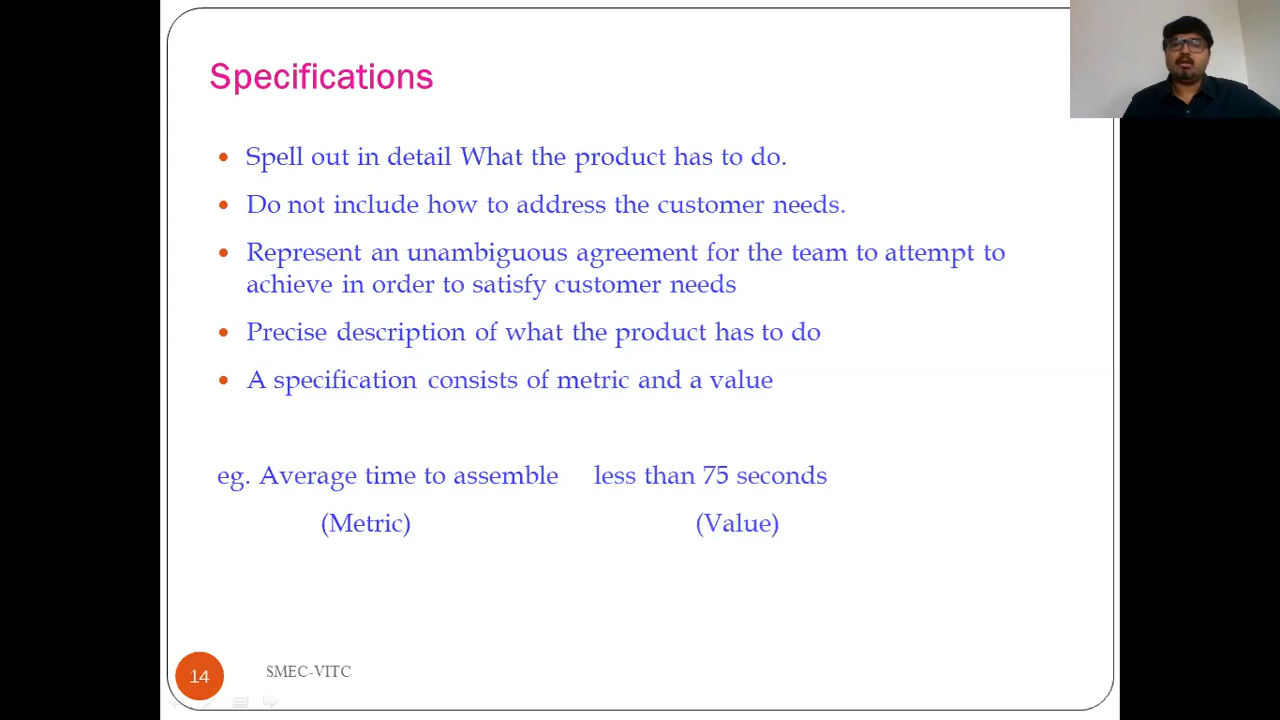 Specifications
• Spell out in detail What the product has to do.
• Do not include how to address the customer needs.
• Represent an unambiguous agreement for the team to attempt to
achieve in order to satisfy customer needs
• Precise description of what the product has to do
• A specification consists of metric and a value
eg. Average time to assemble less than 75 seconds
(Metric) (Value)
14 SMEC-VITC